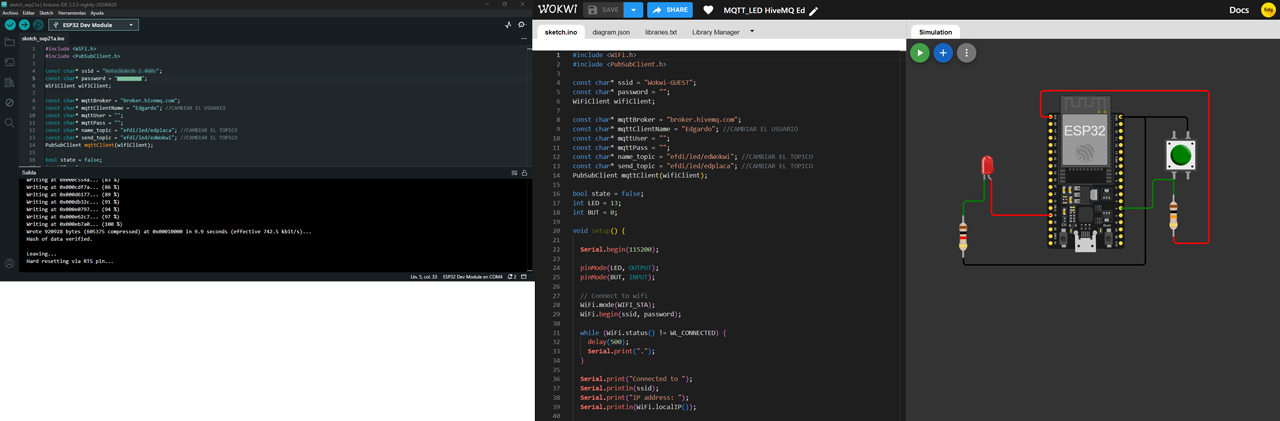 sketch_sep21a | Arduino IDE 2.3.3-nightly-20240920
Archivo Editar Sketch Herramientas Ayuda
ESP32 Dev Module
sketch_sep21a.ino
1 #include <WiFi.h>
2 #include <PubSubClient.h>
3
4 const char* ssid = "
5 const char* password = "";
6 WiFiClient wifiClient;
7
8 const char* mqttBroker = "broker.hivemq.com";
9 const char* mqttClientName = "Edgardo"; //CAMBIAR EL USUARIO
10 const char* mqttUser = "";
11 const char* mqttPass = "";
12 const char* name_topic = "efdi/led/edplaca"; //CAMBIAR EL TOPICO
13 const char* send_topic = "efdi/led/edWokwi"; //CAMBIAR EL TOPICO
14 PubSubClient mqttClient(wifiClient);
15
16 bool state = false;
Salida
Writing at 0x000cdf7a... (86 %)
Writing at 0x000d6177... (89 %)
Writing at 0x000db32c... (91 %)
Writing at 0x000e0797... (94 %)
Writing at 0x000e62c7... (97 %)
Writing at 0x000eb7a0... (100 %)
Wrote 920928 bytes (605375 compressed) at 0x00010000 in 9.9 seconds (effective 742.5 kbit/s)...
Hash of data verified.
Leaving...
Hard resetting via RTS pin...
Lín. 5, col. 33 ESP32 Dev Module en COM4 2
WOKWI SAVE SHARE MQTT_LED HiveMQ Ed Docs Edg
sketch.ino diagram.json libraries.txt Library Manager
1 #include <WiFi.h>
2 #include <PubSubClient.h>
3
4 const char* ssid = "Wokwi-GUEST";
5 const char* password = "";
6 WiFiClient wifiClient;
7
8 const char* mqttBroker = "broker.hivemq.com";
9 const char* mqttClientName = "Edgardo"; //CAMBIAR EL USUARIO
10 const char* mqttUser = "";
11 const char* mqttPass = "";
12 const char* name_topic = "efdi/led/edWokwi"; //CAMBIAR EL TOPICO
13 const char* send_topic = "efdi/led/edplaca"; //CAMBIAR EL TOPICO
14 PubSubClient mqttClient(wifiClient);
15
16 bool state = false;
17 int LED = 13;
18 int BUT = 0;
19
20 void setup() {
21
22 Serial.begin(115200);
23
24 pinMode(LED, OUTPUT);
25 pinMode(BUT, INPUT);
26
27 // Connect to wifi
28 WiFi.mode(WIFI_STA);
29 WiFi.begin(ssid, password);
30
31 while (WiFi.status() != WL_CONNECTED) {
32 delay(500);
33 Serial.print(".");
34 }
35
36 Serial.print("Connected to ");
37 Serial.println(ssid);
38 Serial.print("IP address: ");
39 Serial.println(WiFi.localIP());
40
Simulation
ESP32